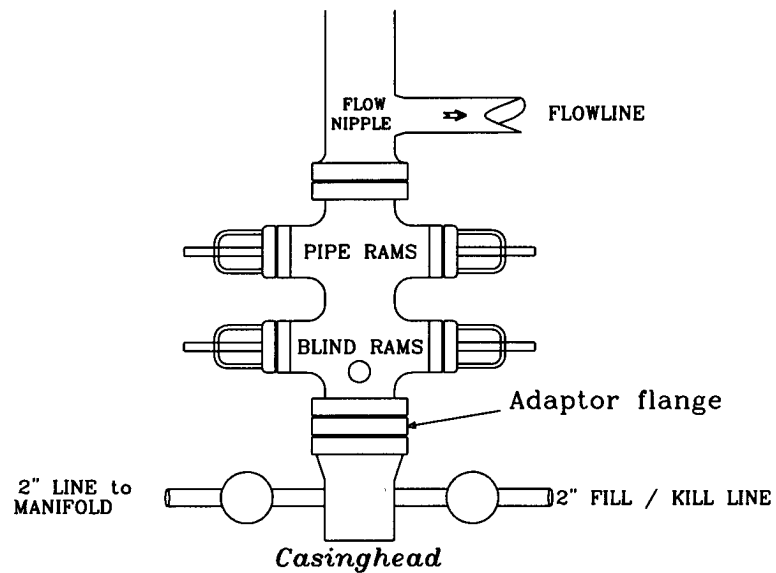 FLOW
NIPPLE
FLOWLINE
PIPE RAMS
BLIND RAMS
Adaptor flange
2" LINE to
MANIFOLD
2" FILL / KILL LINE
Casinghead